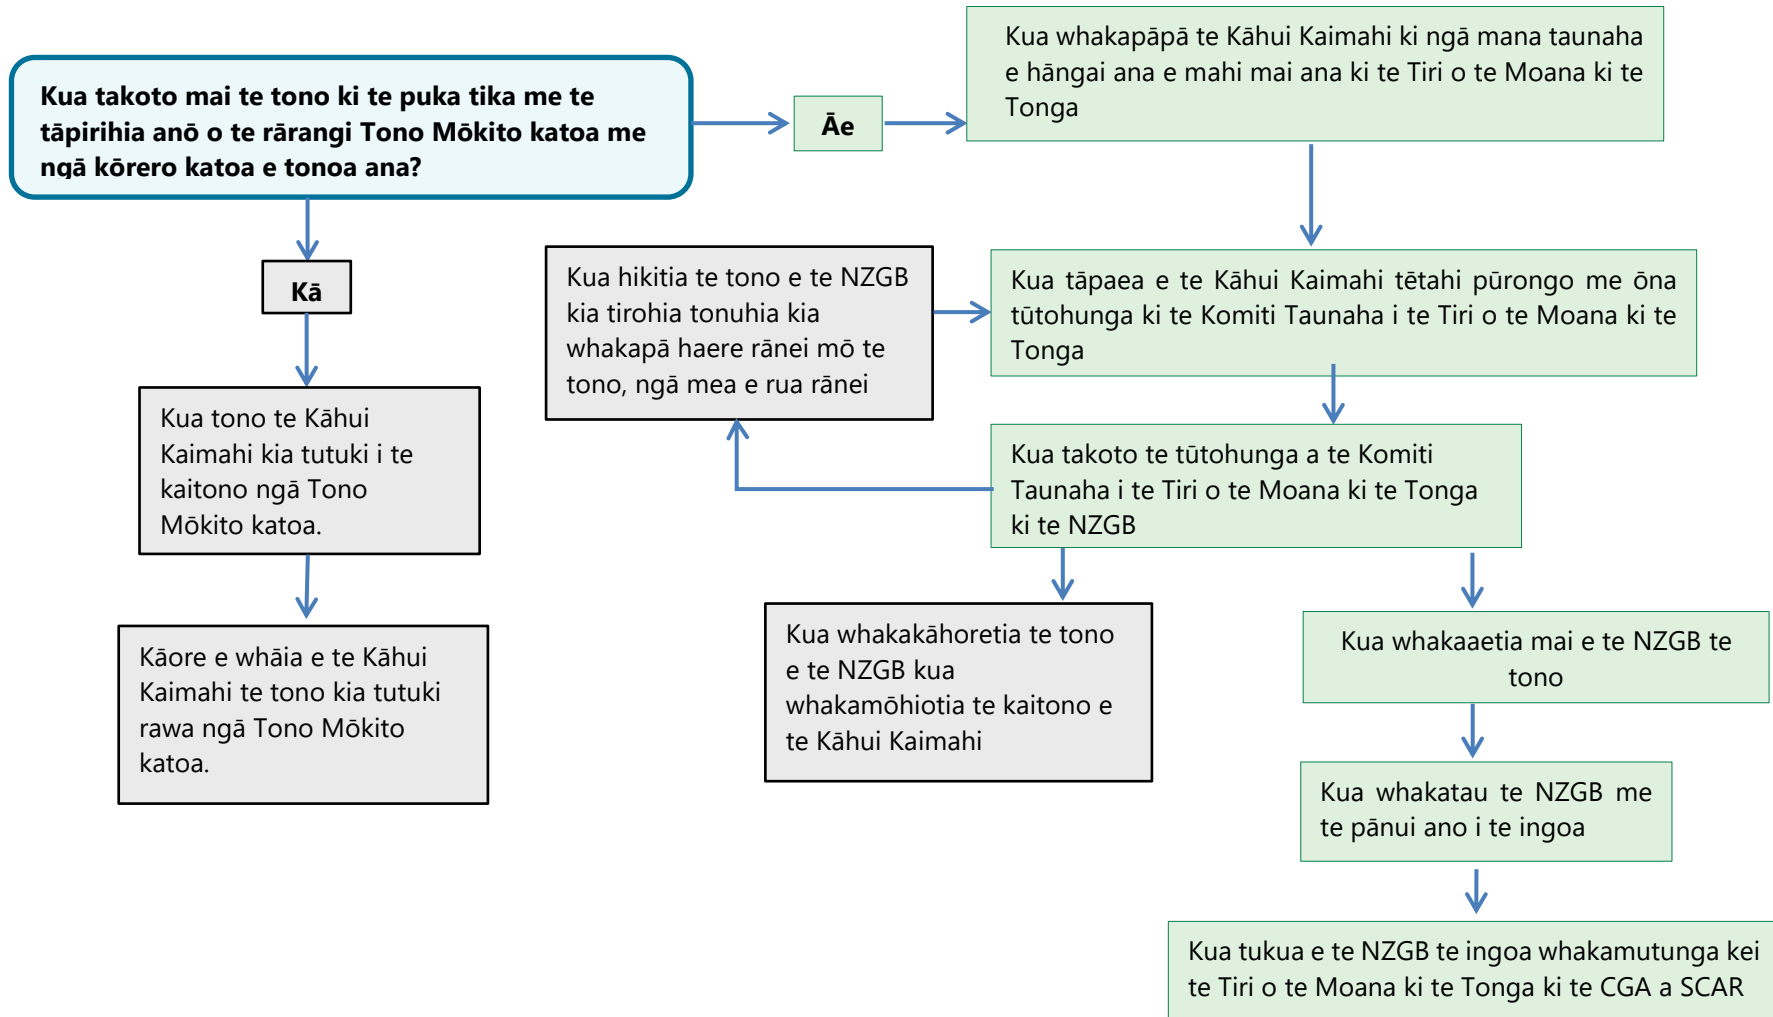 Kua takoto mai te tono ki te puka tika me te
tāpirihia anō o te rārangi Tono Mōkito katoa me
ngā kōrero katoa e tonoa ana?
Āe
Kua whakapāpā te Kāhui Kaimahi ki ngā mana taunaha
e hāngai ana e mahi mai ana ki te Tiri o te Moana ki te
Tonga
Kā
Kua tono te Kāhui
Kaimahi kia tutuki i te
kaitono ngā Tono
Mōkito katoa.
Kāore e whāia e te Kāhui
Kaimahi te tono kia tutuki
rawa ngā Tono Mōkito
katoa.
Kua hikitia te tono e te NZGB
kia tirohia tonuhia kia
whakapā haere rānei mō te
tono, ngā mea e rua rānei
Kua tāpaea e te Kāhui Kaimahi tētahi pūrongo me ōna
tūtohunga ki te Komiti Taunaha i te Tiri o te Moana ki te
Tonga
Kua takoto te tūtohunga a te Komiti
Taunaha i te Tiri o te Moana ki te Tonga
ki te NZGB
Kua whakakāhoretia te tono
e te NZGB kua
whakamōhiotia te kaitono e
te Kāhui Kaimahi
Kua whakaaetia mai e te NZGB te
tono
Kua whakatau te NZGB me
te pānui ano i te ingoa
Kua tukua e te NZGB te ingoa whakamutunga kei
te Tiri o te Moana ki te Tonga ki te CGA a SCAR